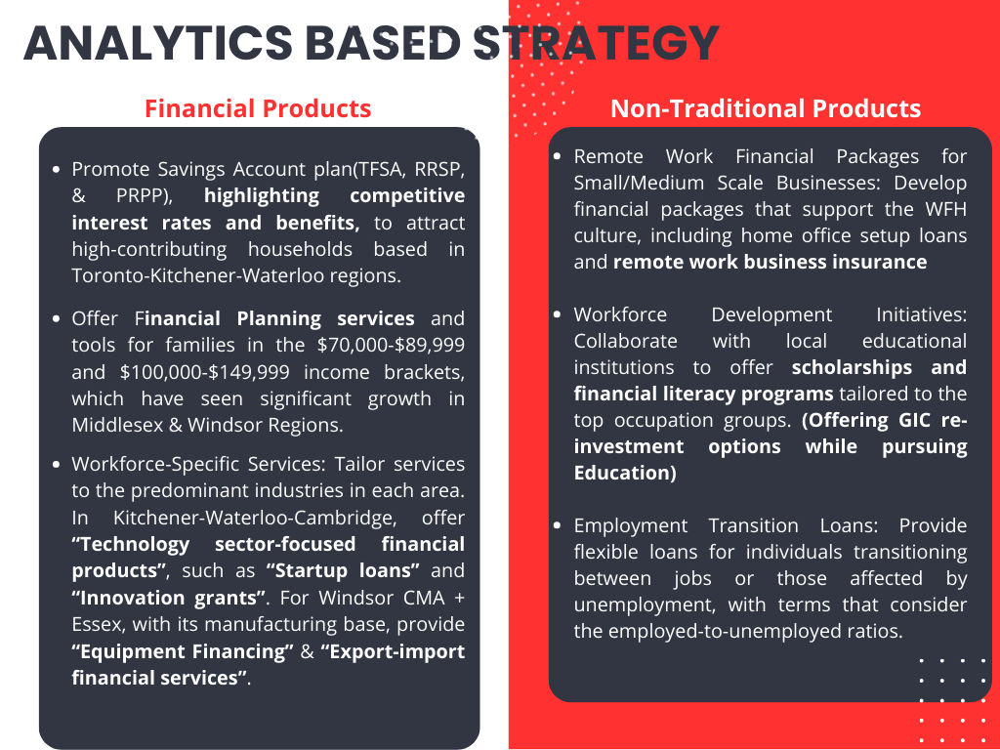 ANALYTICS BASED STRATEGY
Financial Products
Promote Savings Account plan(TFSA, RRSP,
& PRPP), highlighting competitive
interest rates and benefits, to attract
high-contributing households based in
Toronto-Kitchener-Waterloo regions.
Offer Financial Planning services and
tools for families in the $70,000-$89,999
and $100,000-$149,999 income brackets,
which have seen significant growth in
Middlesex & Windsor Regions.
Workforce-Specific Services: Tailor services
to the predominant industries in each area.
In Kitchener-Waterloo-Cambridge, offer
“Technology sector-focused financial
products”, such as “Startup loans” and
“Innovation grants”. For Windsor CMA +
Essex, with its manufacturing base, provide
“Equipment Financing” & “Export-import
financial services”.
Non-Traditional Products
Remote Work Financial Packages for
Small/Medium Scale Businesses: Develop
financial packages that support the WFH
culture, including home office setup loans
and remote work business insurance
Workforce Development Initiatives:
Collaborate with local educational
institutions to offer scholarships and
financial literacy programs tailored to the
top occupation groups. (Offering GIC re-
investment options while pursuing
Education)
Employment Transition Loans: Provide
flexible loans for individuals transitioning
between jobs or those affected by
unemployment, with terms that consider
the employed-to-unemployed ratios.